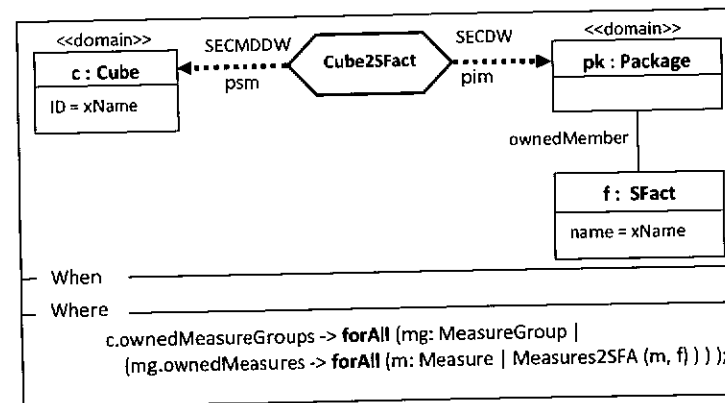 <<domain>>
c : Cube
ID = xName
SECMDDW
psm
Cube2SFact
SECDW
pim
<<domain>>
pk : Package
ownedMember
f : SFact
name = xName
When
Where
c.ownedMeasureGroups -> forAll (mg: MeasureGroup |
(mg.ownedMeasures -> forAll (m: Measure | Measures2SFA (m, f) ) ) );